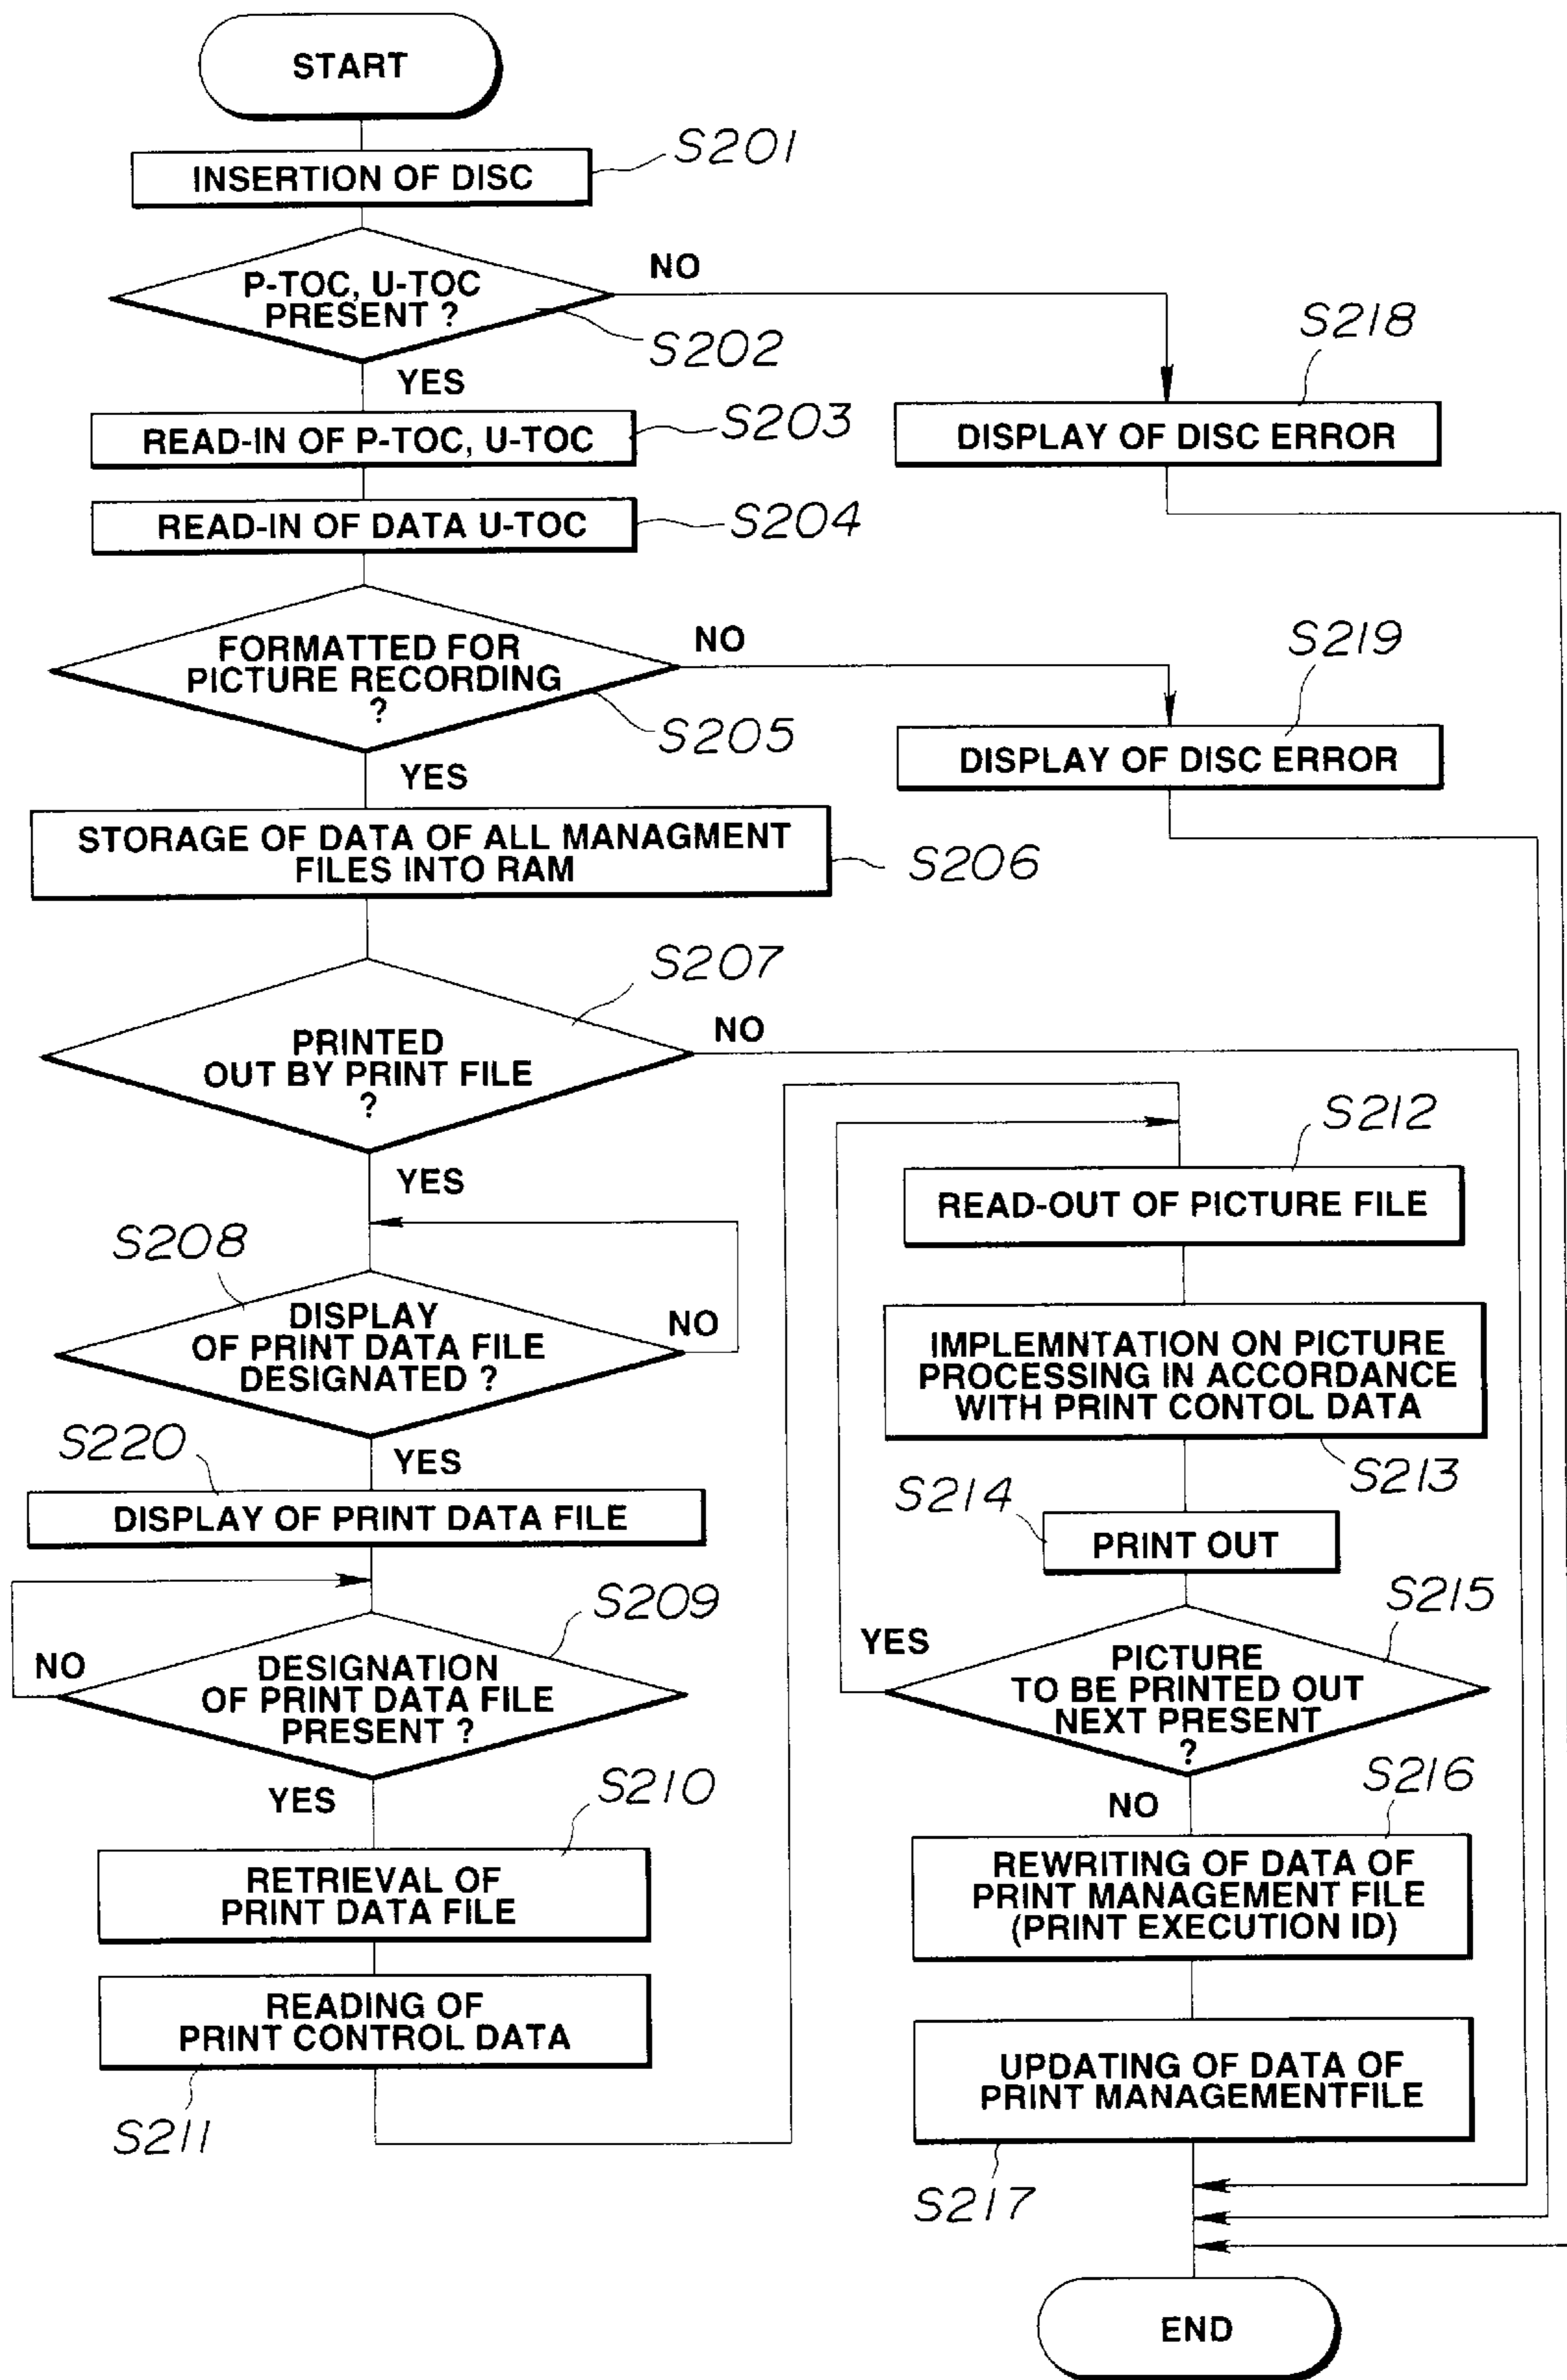 START
INSERTION OF DISC
S201
P-TOC, U-TOC
PRESENT ?
NO
S202
YES
S218
READ-IN OF P-TOC, U-TOC
S203
DISPLAY OF DISC ERROR
READ-IN OF DATA U-TOC
S204
FORMATTED FOR
PICTURE RECORDING
?
NO
S205
YES
S219
DISPLAY OF DISC ERROR
STORAGE OF DATA OF ALL MANAGMENT
FILES INTO RAM
S206
S207
PRINTED
OUT BY PRINT FILE
?
NO
YES
S208
DISPLAY
OF PRINT DATA FILE
DESIGNATED ?
NO
YES
S220
DISPLAY OF PRINT DATA FILE
S209
DESIGNATION
OF PRINT DATA FILE
PRESENT ?
NO
YES
S210
RETRIEVAL OF
PRINT DATA FILE
READING OF
PRINT CONTROL DATA
S211
S212
READ-OUT OF PICTURE FILE
IMPLEMNTATION ON PICTURE
PROCESSING IN ACCORDANCE
WITH PRINT CONTOL DATA
S213
S214
PRINT OUT
S215
YES
PICTURE
TO BE PRINTED OUT
NEXT PRESENT
?
NO
S216
REWRITING OF DATA OF
PRINT MANAGEMENT FILE
(PRINT EXECUTION ID)
UPDATING OF DATA OF
PRINT MANAGEMENTFILE
S217
END